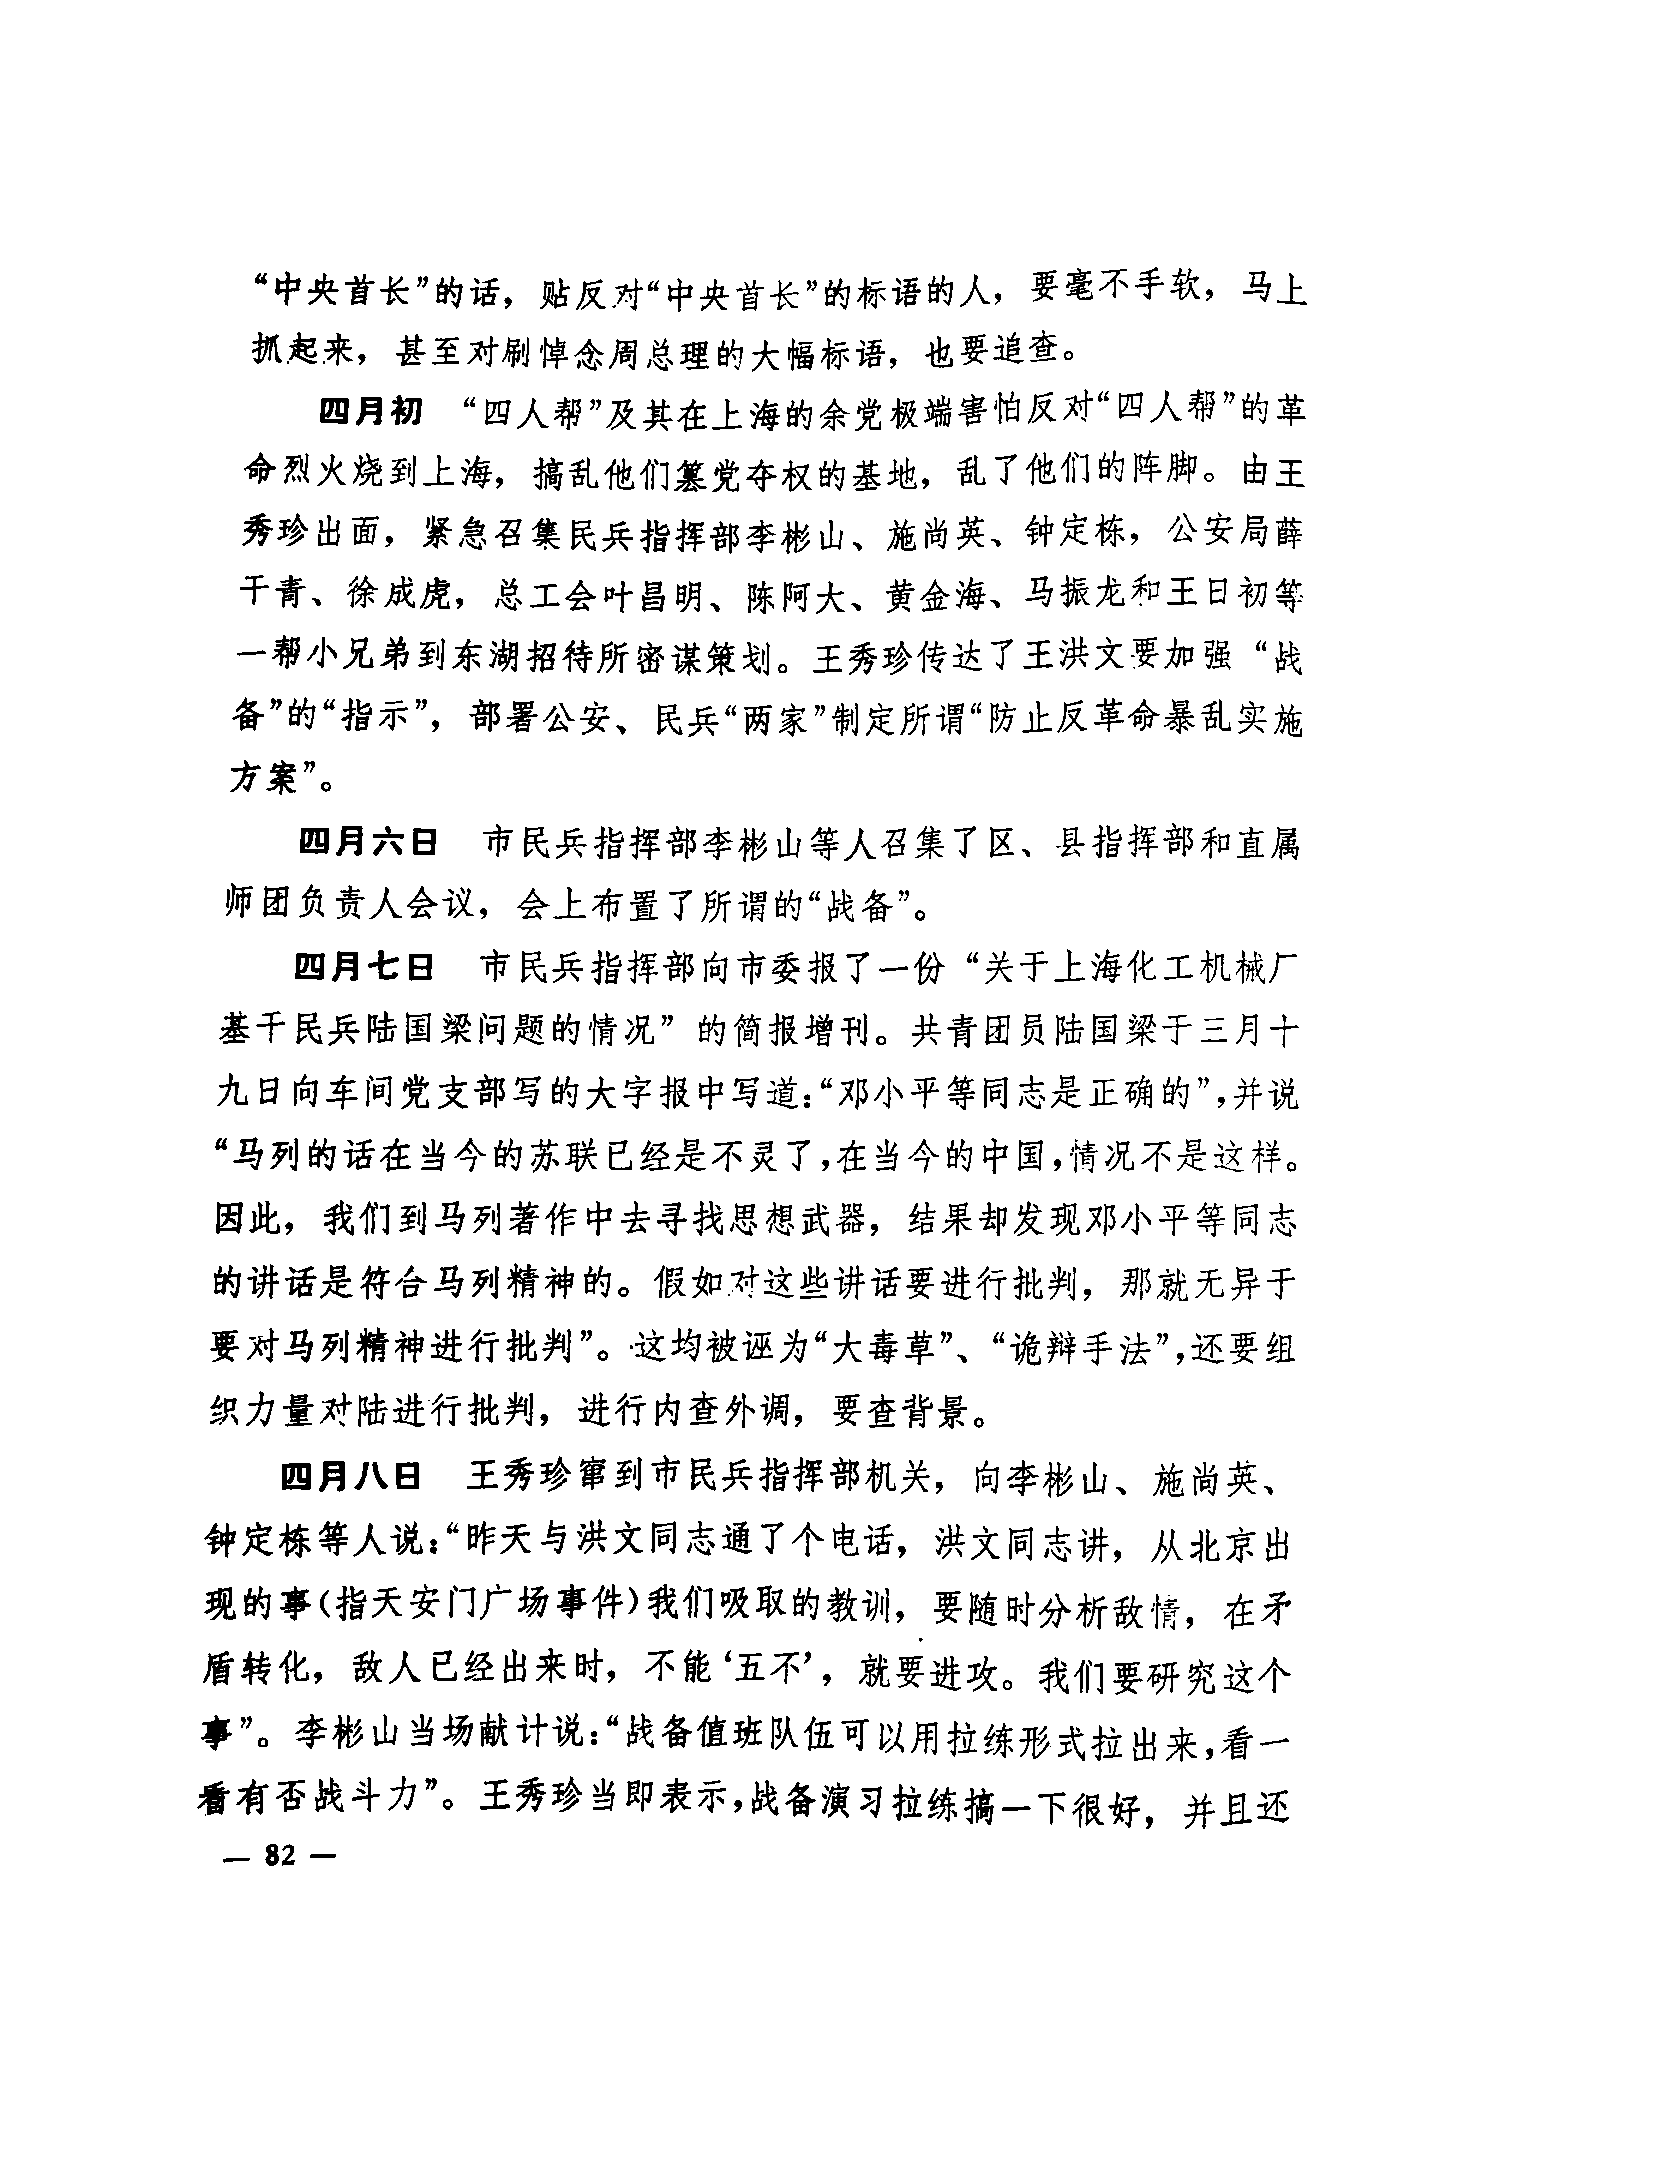 “中央首长”的话，贴反对“中央首长”的标语的人，要毫不手软，马上
抓起来，甚至对刷悼念周总理的大幅标语，也要追查。
四月初　“四人帮”及其在上海的余党极端害怕反对“四人帮”的革
命烈火烧到上海，搞乱他们篡党夺权的基地，乱了他们的阵脚。由王
秀珍出面，紧急召集民兵指挥部李彬山、施尚英、钟定栋，公安局薛
干青、徐成虎，总工会叶昌明、陈阿大、黄金海、马振龙和王日初等
一帮小兄弟到东湖招待所密谋策划。王秀珍传达了王洪文要加强“战
备”的“指示”，部署公安、民兵“两家”制定所谓“防止反革命暴乱实施
方案”。
四月六日　市民兵指挥部李彬山等人召集了区、县指挥部和直属
师团负责人会议，会上布置了所谓的“战备”。
四月七日　市民兵指挥部向市委报了一份“关于上海化工机械厂
基干民兵陆国梁问题的情况”的简报增刊。共青团员陆国梁于三月十
九日向车间党支部写的大字报中写道：“邓小平等同志是正确的”，并说
“马列的话在当今的苏联已经是不灵了，在当今的中国，情况不是这样。
因此，我们到马列著作中去寻找思想武器，结果却发现邓小平等同志
的讲话是符合马列精神的。假如对这些讲话要进行批判，那就无异于
要对马列精神进行批判”。这均被诬为“大毒草”、“诡辩手法”，还要组
织力量对陆进行批判，进行内查外调，要查背景。
四月八日　王秀珍窜到市民兵指挥部机关，向李彬山、施尚英、
钟定栋等人说：“昨天与洪文同志通了个电话，洪文同志讲，从北京出
现的事（指天安门广场事件）我们吸取的教训，要随时分析敌情，在矛
盾转化，敌人已经出来时，不能‘五不’，就要进攻。我们要研究这个
事”。李彬山当场献计说：“战备值班队伍可以用拉练形式拉出来，看一
看有否战斗力”。王秀珍当即表示，战备演习拉练搞一下很好，并且还
— 82 —